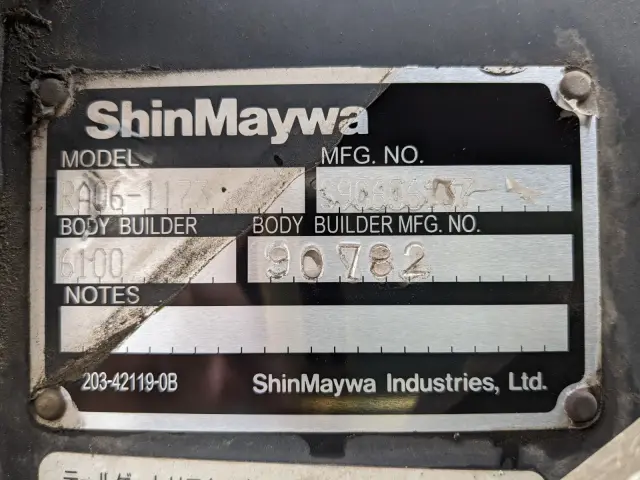 ShinMaywa
MODEL MFG. NO.
BODY BUILDER BODY BUILDER MFG. NO.
6100 90782
NOTES
203-42119-0B ShinMaywa Industries, Ltd.